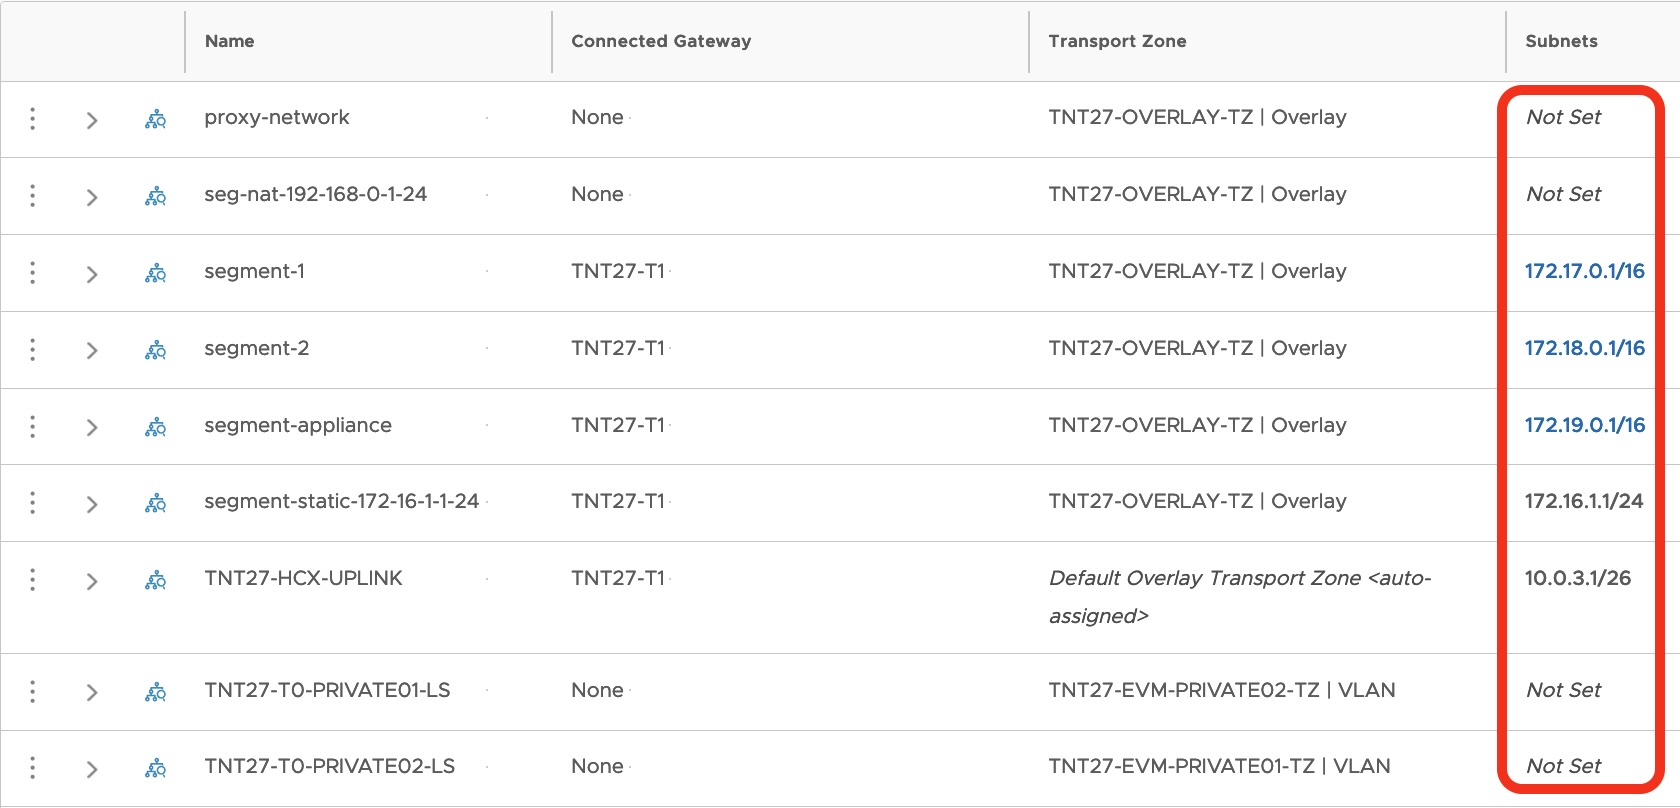 Name Connected Gateway Transport Zone Subnets
proxy-network None TNT27-OVERLAY-TZ | Overlay Not Set
seg-nat-192-168-0-1-24 None TNT27-OVERLAY-TZ | Overlay Not Set
segment-1 TNT27-T1 TNT27-OVERLAY-TZ | Overlay 172.17.0.1/16
segment-2 TNT27-T1 TNT27-OVERLAY-TZ | Overlay 172.18.0.1/16
segment-appliance TNT27-T1 TNT27-OVERLAY-TZ | Overlay 172.19.0.1/16
segment-static-172-16-1-1-24 TNT27-T1 TNT27-OVERLAY-TZ | Overlay 172.16.1.1/24
TNT27-HCX-UPLINK TNT27-T1 Default Overlay Transport Zone <auto- 10.0.3.1/26
assigned>
TNT27-T0-PRIVATE01-LS None TNT27-EVM-PRIVATE02-TZ | VLAN Not Set
TNT27-T0-PRIVATE02-LS None TNT27-EVM-PRIVATE01-TZ | VLAN Not Set